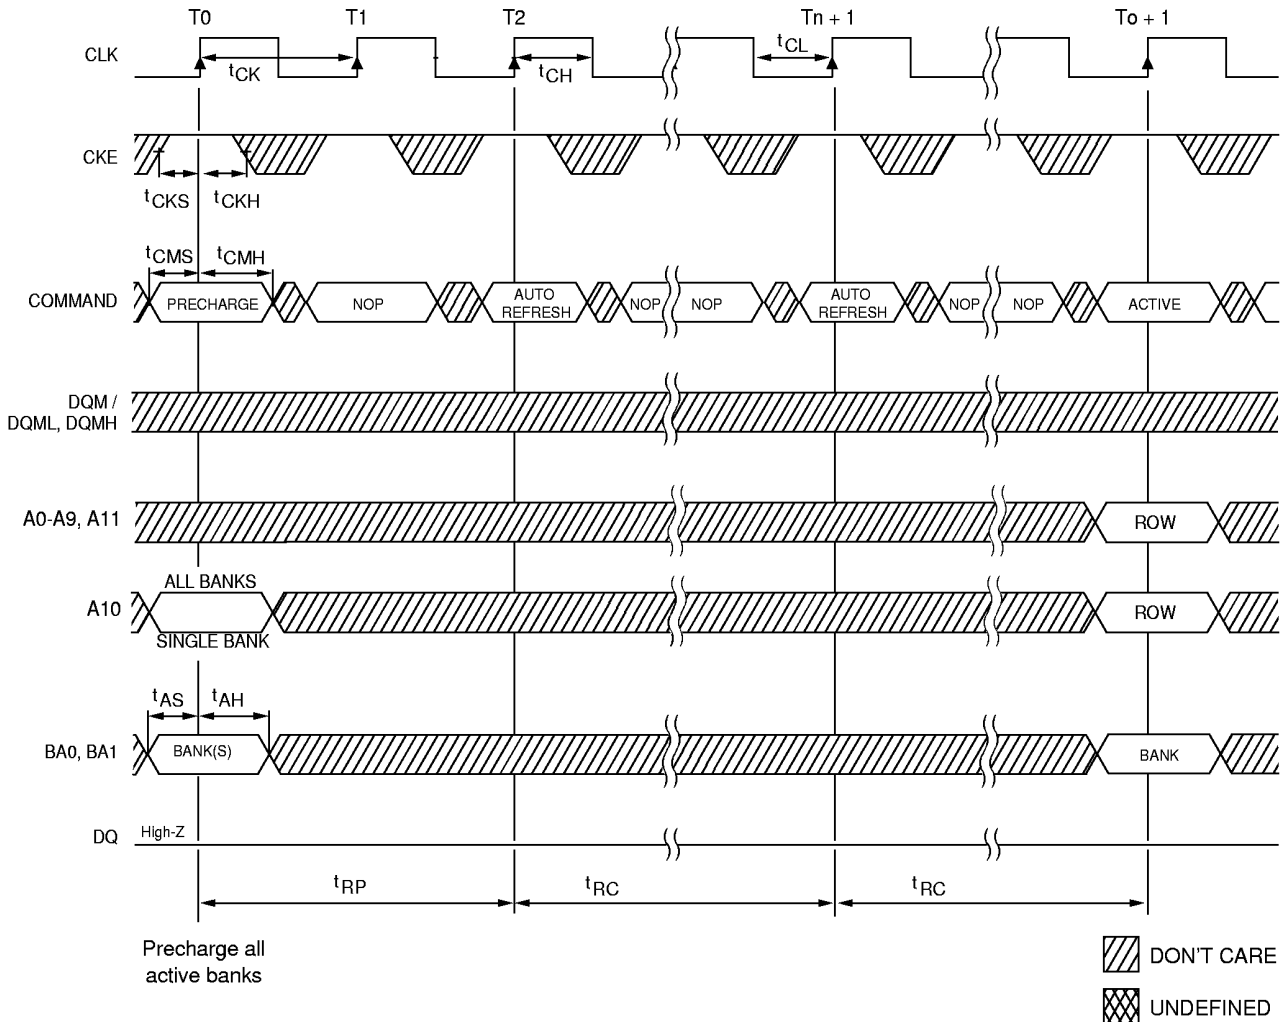 T0 T1 T2 Tn + 1 To + 1
CLK
tCK tCH tCL
CKE
tCKS tCKH
tCMS tCMH
COMMAND PRECHARGE NOP AUTO REFRESH NOP NOP AUTO REFRESH NOP NOP ACTIVE
DQM /
DQML, DQMH
A0-A9, A11 ROW
ALL BANKS
A10 ROW
SINGLE BANK
tAS tAH
BA0, BA1 BANK(S) BANK
DQ High-Z
tRP tRC tRC
Precharge all
active banks
DON'T CARE
UNDEFINED